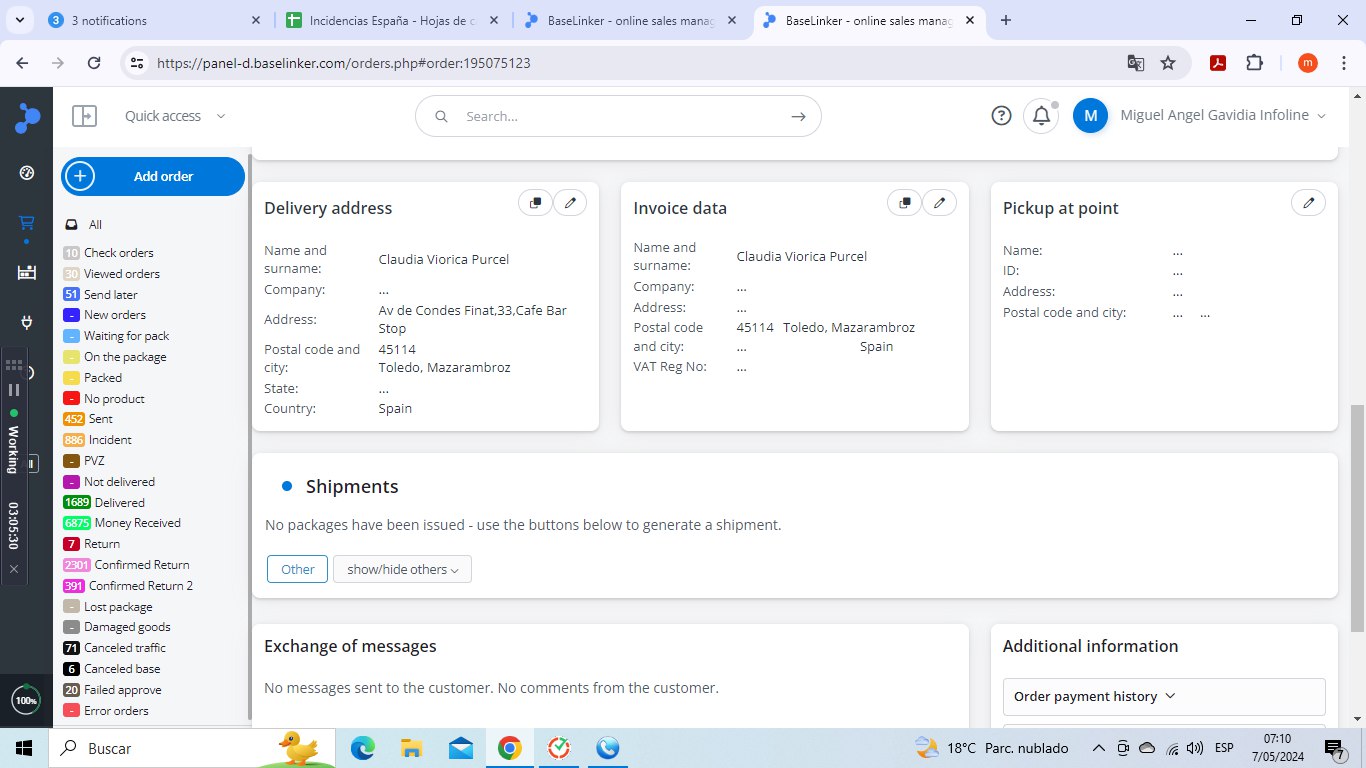 3 notifications
Incidencias España - Hojas de c
BaseLinker - online sales manag
BaseLinker - online sales manag
https://panel-d.baselinker.com/orders.php#order:195075123
m
Quick access
Search...
M
Miguel Angel Gavidia Infoline
Add order
All
10 Check orders
30 Viewed orders
51 Send later
- New orders
- Waiting for pack
- On the package
- Packed
- No product
452 Sent
886 Incident
- PVZ
- Not delivered
1689 Delivered
6875 Money Received
7 Return
2301 Confirmed Return
391 Confirmed Return 2
- Lost package
- Damaged goods
71 Canceled traffic
6 Canceled base
20 Failed approve
- Error orders
Working
03:05:30
100%
Delivery address
Name and surname: Claudia Viorica Purcel
Company: ...
Address: Av de Condes Finat,33,Cafe Bar Stop
Postal code and city: 45114 Toledo, Mazarambroz
State: ...
Country: Spain
Invoice data
Name and surname: Claudia Viorica Purcel
Company: ...
Address: ...
Postal code and city: 45114 Toledo, Mazarambroz
... Spain
VAT Reg No: ...
Pickup at point
Name: ...
ID: ...
Address: ...
Postal code and city: ... ...
Shipments
No packages have been issued - use the buttons below to generate a shipment.
Other
show/hide others
Exchange of messages
No messages sent to the customer. No comments from the customer.
Additional information
Order payment history
Buscar
18°C Parc. nublado
ESP
07:10
7/05/2024
7